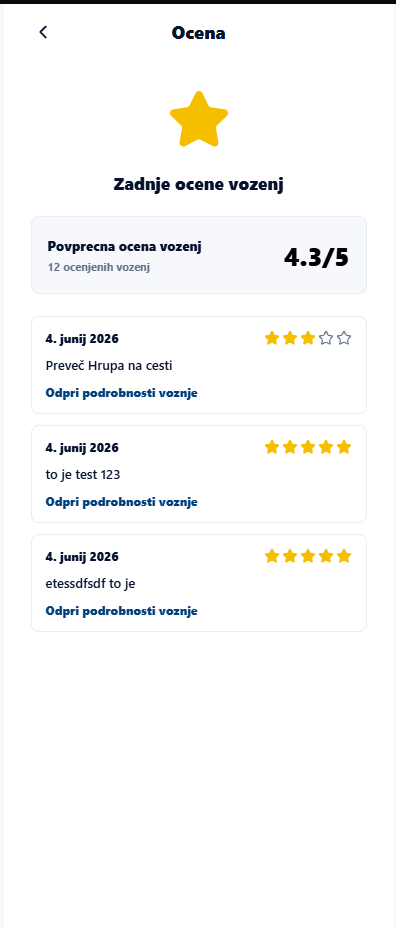 Ocena
Zadnje ocene vozenj
Povprecna ocena vozenj
12 ocenjenih vozenj
4.3/5
4. junij 2026
Preveč Hrupa na cesti
Odpri podrobnosti voznje
4. junij 2026
to je test 123
Odpri podrobnosti voznje
4. junij 2026
etessdfsdf to je
Odpri podrobnosti voznje